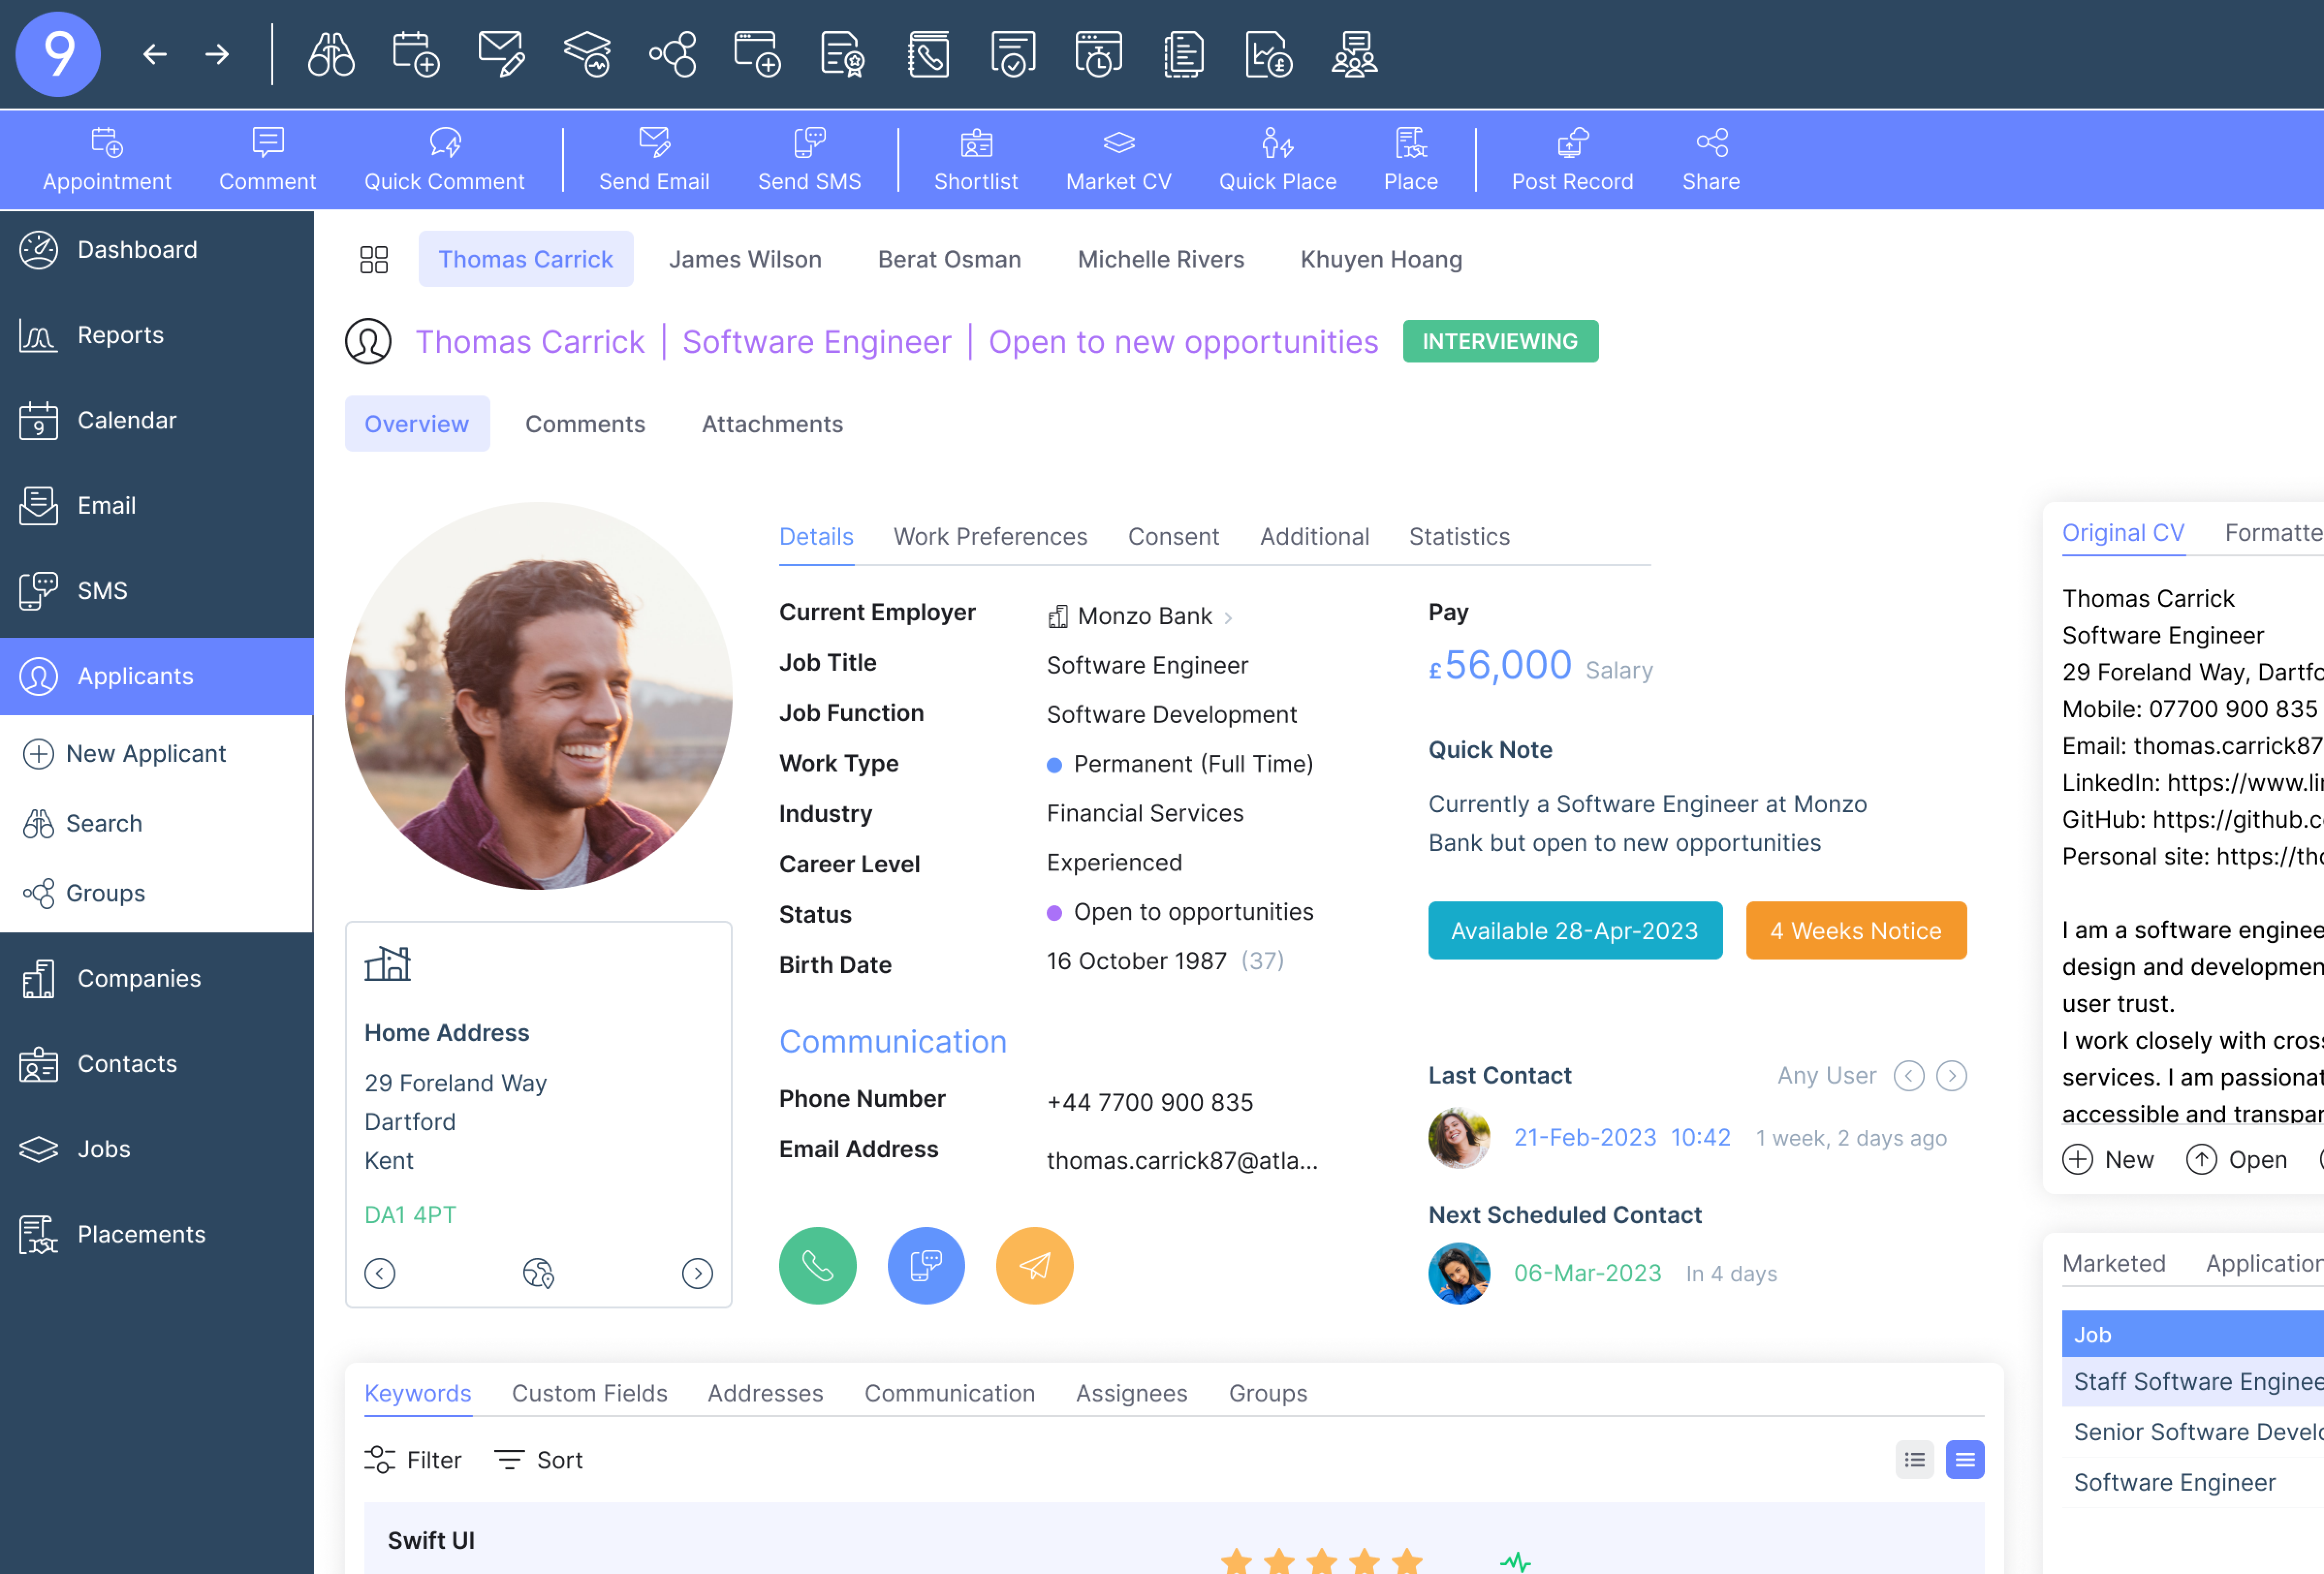 9
Appointment
Comment
Quick Comment
Send Email
Send SMS
Shortlist
Market CV
Quick Place
Place
Post Record
Share
Dashboard
Reports
9
Calendar
Email
SMS
Applicants
New Applicant
Search
Groups
Companies
Contacts
Jobs
Placements
Thomas Carrick
James Wilson
Berat Osman
Michelle Rivers
Khuyen Hoang
Thomas Carrick | Software Engineer | Open to new opportunities
INTERVIEWING
Overview
Comments
Attachments
Home Address
29 Foreland Way
Dartford
Kent
DA1 4PT
Details
Work Preferences
Consent
Additional
Statistics
Current Employer Monzo Bank
Job Title Software Engineer
Job Function Software Development
Work Type Permanent (Full Time)
Industry Financial Services
Career Level Experienced
Status Open to opportunities
Birth Date 16 October 1987 (37)
Communication
Phone Number +44 7700 900 835
Email Address thomas.carrick87@atla...
Pay
£56,000 Salary
Quick Note
Currently a Software Engineer at Monzo
Bank but open to new opportunities
Available 28-Apr-2023
4 Weeks Notice
Last Contact Any User
21-Feb-2023 10:42 1 week, 2 days ago
Next Scheduled Contact
06-Mar-2023 In 4 days
Original CV
Formatte
Thomas Carrick
Software Engineer
29 Foreland Way, Dartfo
Mobile: 07700 900 835
Email: thomas.carrick87
LinkedIn: https://www.li
GitHub: https://github.c
Personal site: https://tho
I am a software enginee
design and developmen
user trust.
I work closely with cross
services. I am passionat
accessible and transpar
New
Open
Marketed
Application
Job
Staff Software Enginee
Senior Software Develo
Software Engineer
Keywords
Custom Fields
Addresses
Communication
Assignees
Groups
Filter
Sort
Swift UI